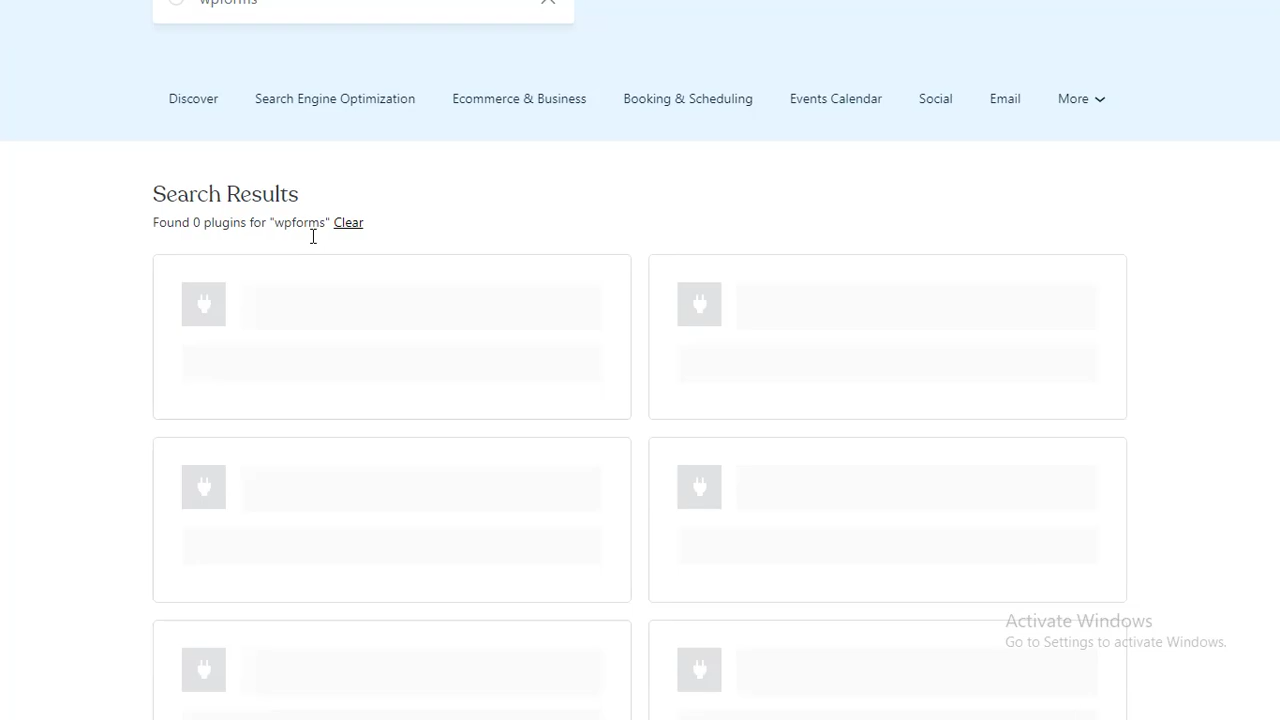 wpforms
Discover Search Engine Optimization Ecommerce & Business Booking & Scheduling Events Calendar Social Email More
Search Results
Found 0 plugins for "wpforms" Clear
Activate Windows
Go to Settings to activate Windows.